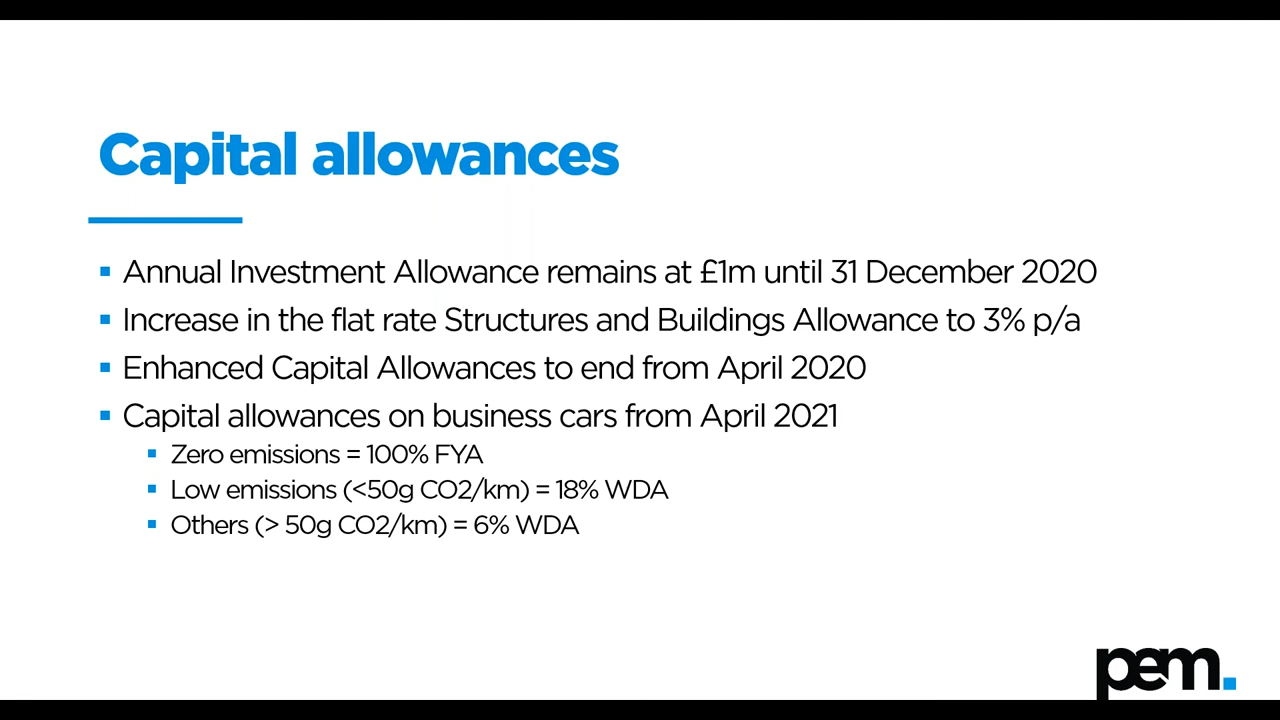 Capital allowances
Annual Investment Allowance remains at £1m until 31 December 2020
Increase in the flat rate Structures and Buildings Allowance to 3% p/a
Enhanced Capital Allowances to end from April 2020
Capital allowances on business cars from April 2021
Zero emissions = 100% FYA
Low emissions (<50g CO2/km) = 18% WDA
Others (> 50g CO2/km) = 6% WDA
pem.